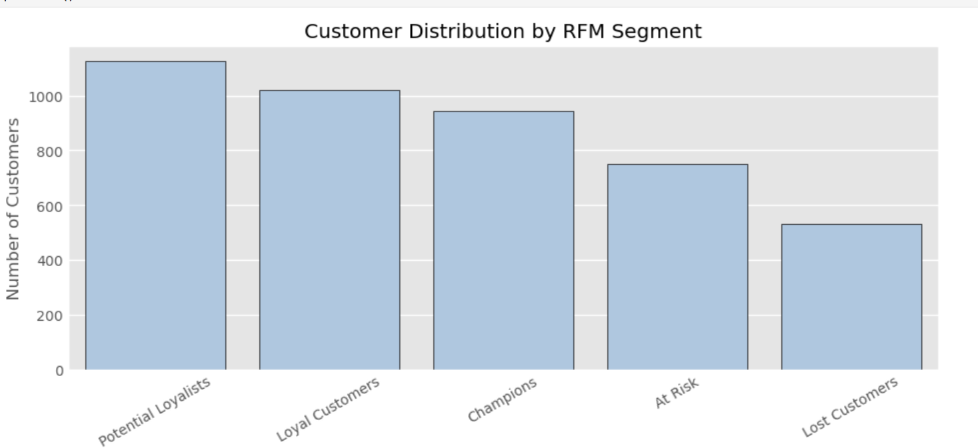 Customer Distribution by RFM Segment
Number of Customers
1000
800
600
400
200
0
Potential Loyalists
Loyal Customers
Champions
At Risk
Lost Customers